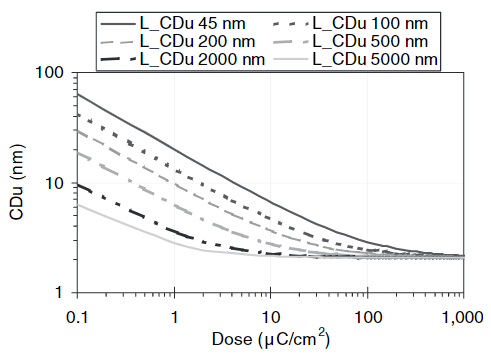 L_CDu 45 nm
L_CDu 100 nm
L_CDu 200 nm
L_CDu 500 nm
L_CDu 2000 nm
L_CDu 5000 nm
100
10
1
CDu (nm)
0.1
1
10
100
1,000
Dose (μC/cm²)